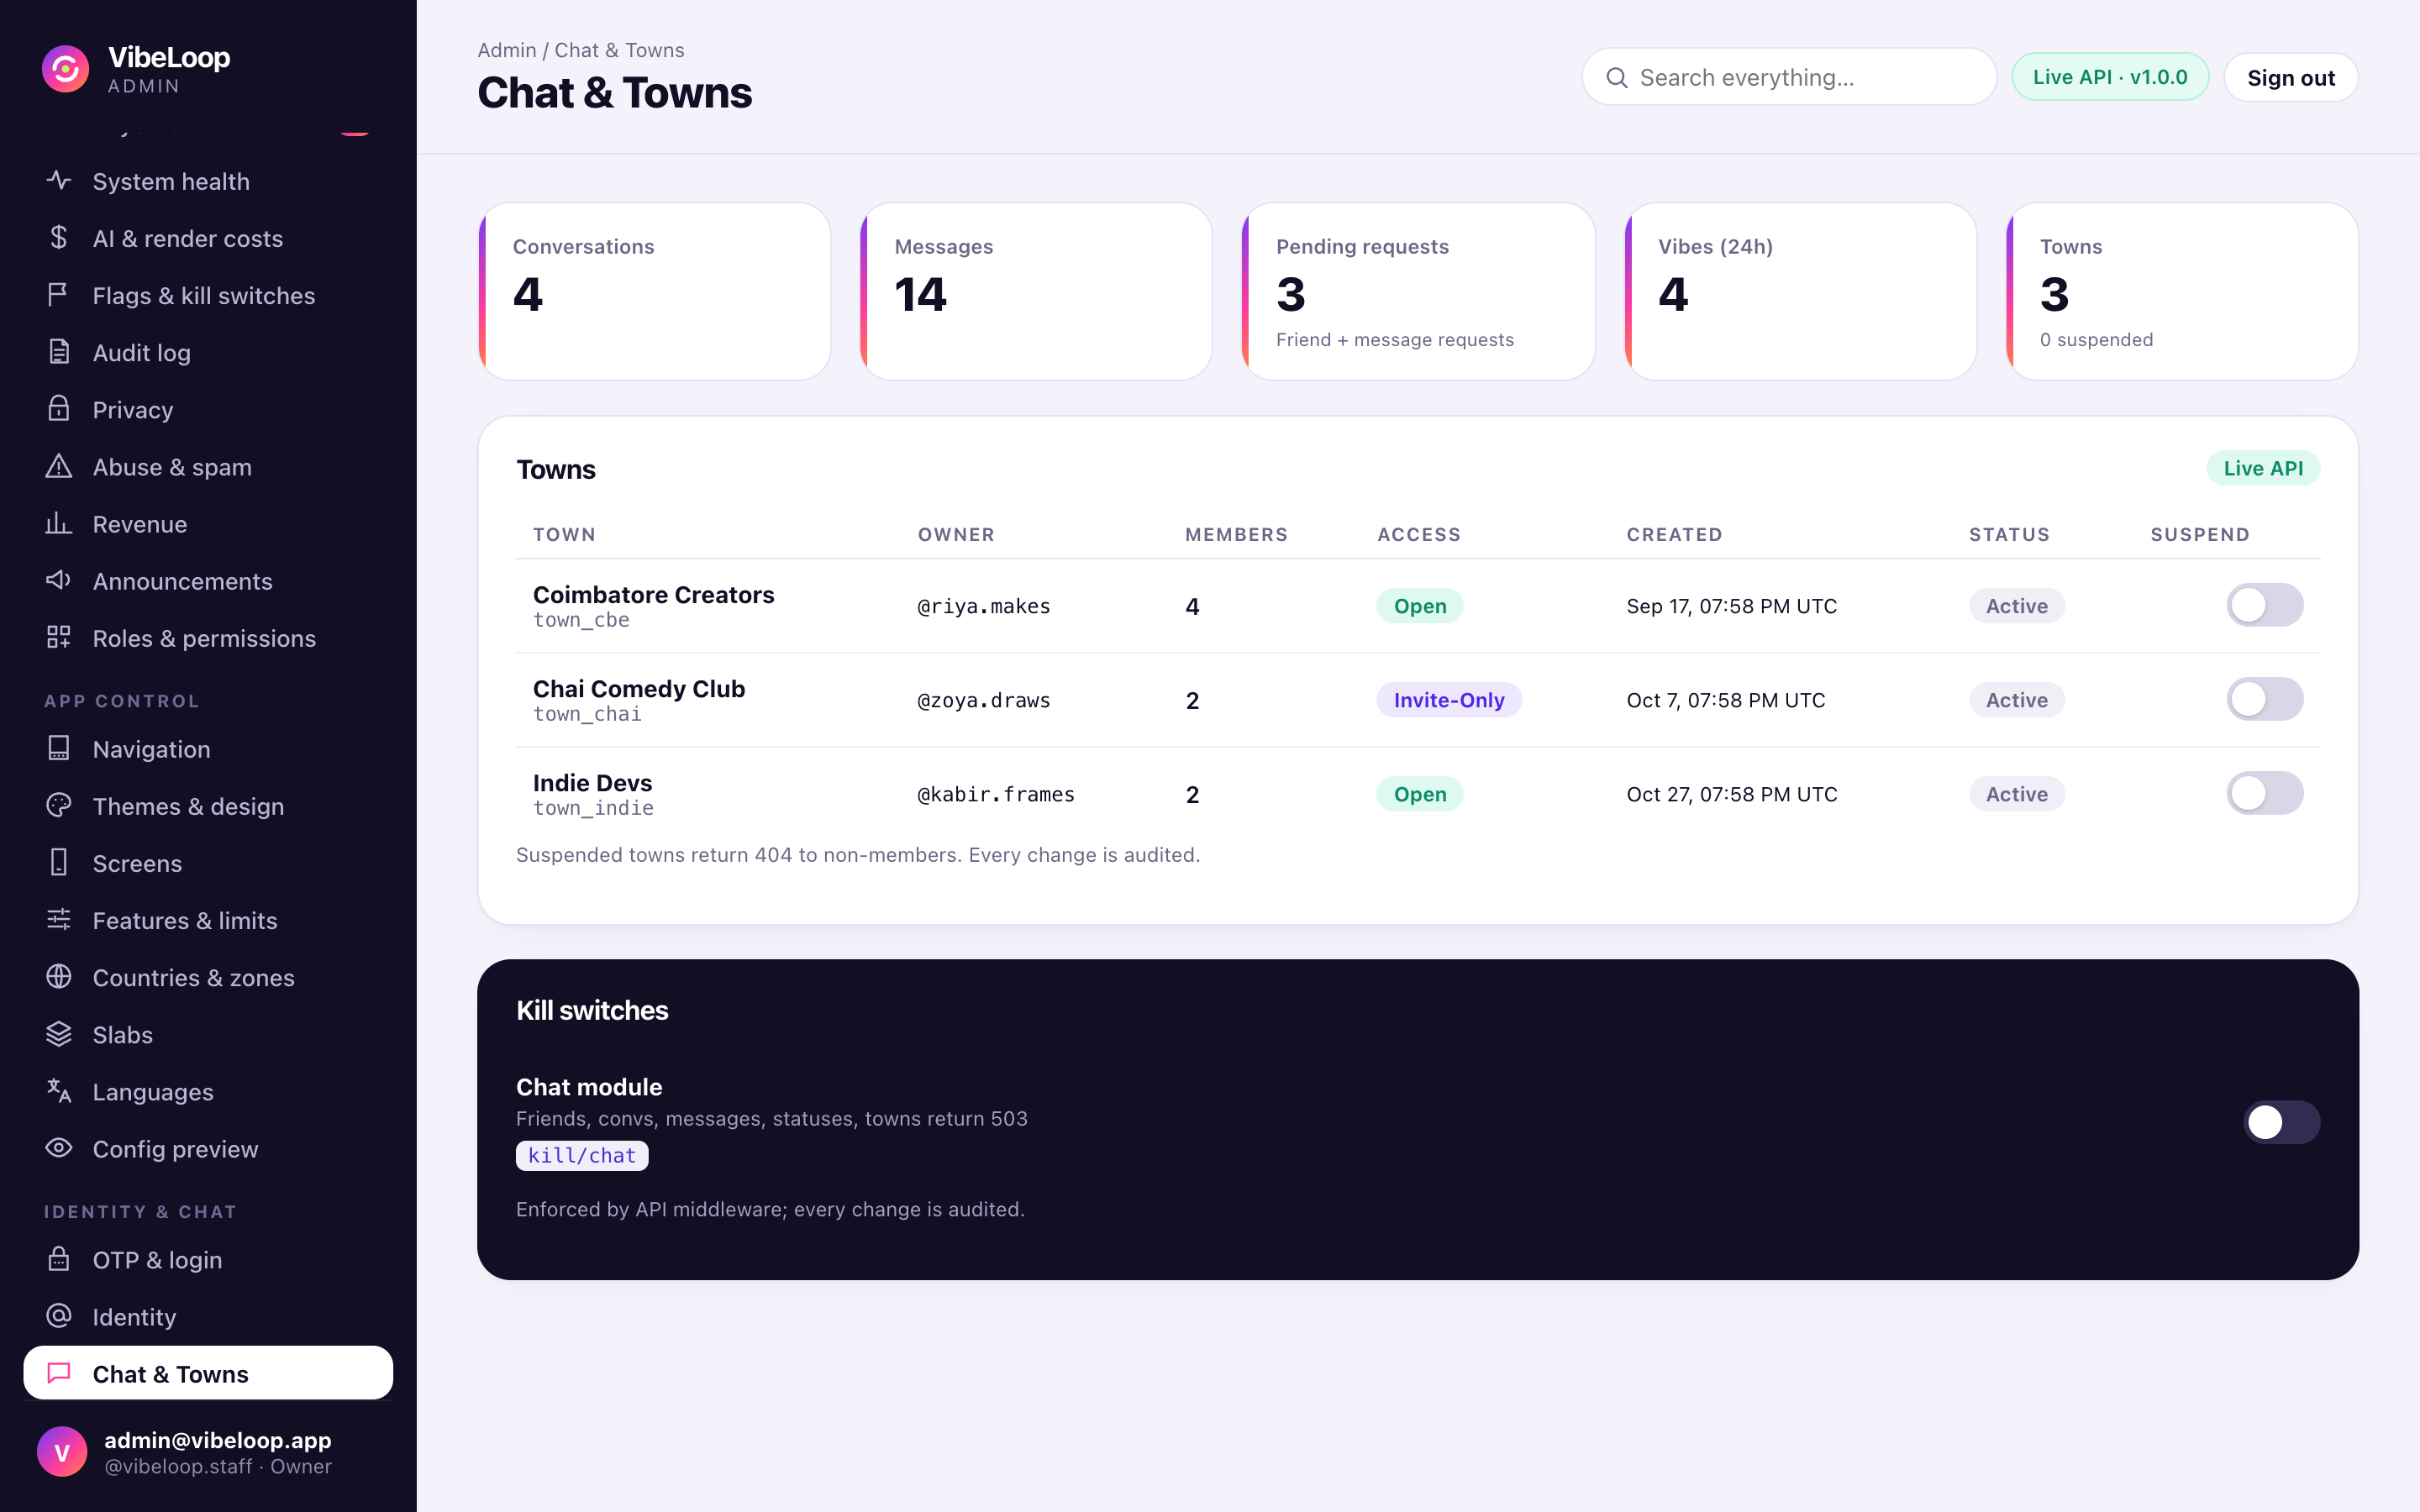 VibeLoop
ADMIN
System health
AI & render costs
Flags & kill switches
Audit log
Privacy
Abuse & spam
Revenue
Announcements
Roles & permissions
APP CONTROL
Navigation
Themes & design
Screens
Features & limits
Countries & zones
Slabs
Languages
Config preview
IDENTITY & CHAT
OTP & login
Identity
Chat & Towns
V
admin@vibeloop.app
@vibeloop.staff · Owner
Admin / Chat & Towns
Chat & Towns
Search everything...
Live API · v1.0.0
Sign out
Conversations
4
Messages
14
Pending requests
3
Friend + message requests
Vibes (24h)
4
Towns
3
0 suspended
Towns
Live API
TOWN OWNER MEMBERS ACCESS CREATED STATUS SUSPEND
Coimbatore Creators
town_cbe
@riya.makes 4 Open Sep 17, 07:58 PM UTC Active
Chai Comedy Club
town_chai
@zoya.draws 2 Invite-Only Oct 7, 07:58 PM UTC Active
Indie Devs
town_indie
@kabir.frames 2 Open Oct 27, 07:58 PM UTC Active
Suspended towns return 404 to non-members. Every change is audited.
Kill switches
Chat module
Friends, convs, messages, statuses, towns return 503
kill/chat
Enforced by API middleware; every change is audited.